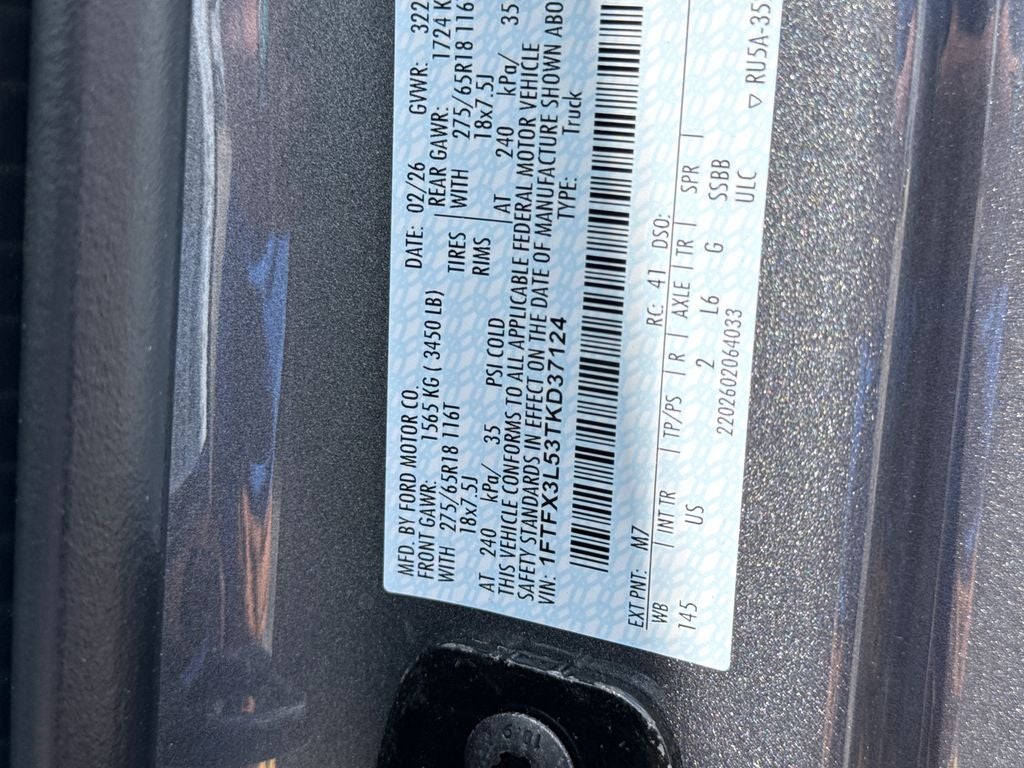 MFD. BY FORD MOTOR CO.
DATE: 02/26 GVWR: 322
FRONT GAWR: 1565 KG ( 3450 LB) REAR GAWR: 1724 K
WITH 275/65R18 116T TIRES WITH 275/65R18 116T
18x7.5J RIMS 18x7.5J
AT 240 kPa/ 35 PSI COLD AT 240 kPa/ 35
THIS VEHICLE CONFORMS TO ALL APPLICABLE FEDERAL MOTOR VEHICLE
SAFETY STANDARDS IN EFFECT ON THE DATE OF MANUFACTURE SHOWN ABO
VIN: 1FTFX3L53TKD37124 TYPE: Truck
EXT PNT: M7 RC: 41 DSO:
WB INT TR TP/PS R AXLE TR SPR
145 US 2 L6 G SSBB
2202602064033 ULC
▽ RU5A-35